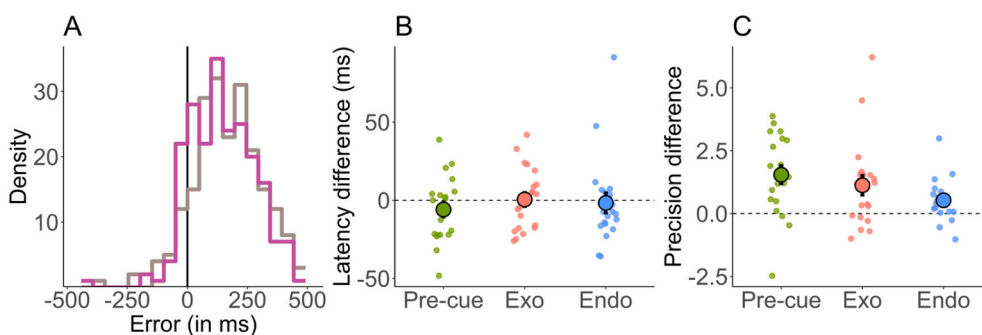 A
Density
30
20
10
-500
-250
0
250
500
Error (in ms)
B
Latency difference (ms)
50
0
-50
Pre-cue
Exo
Endo
C
Precision difference
5.0
2.5
0.0
-2.5
Pre-cue
Exo
Endo